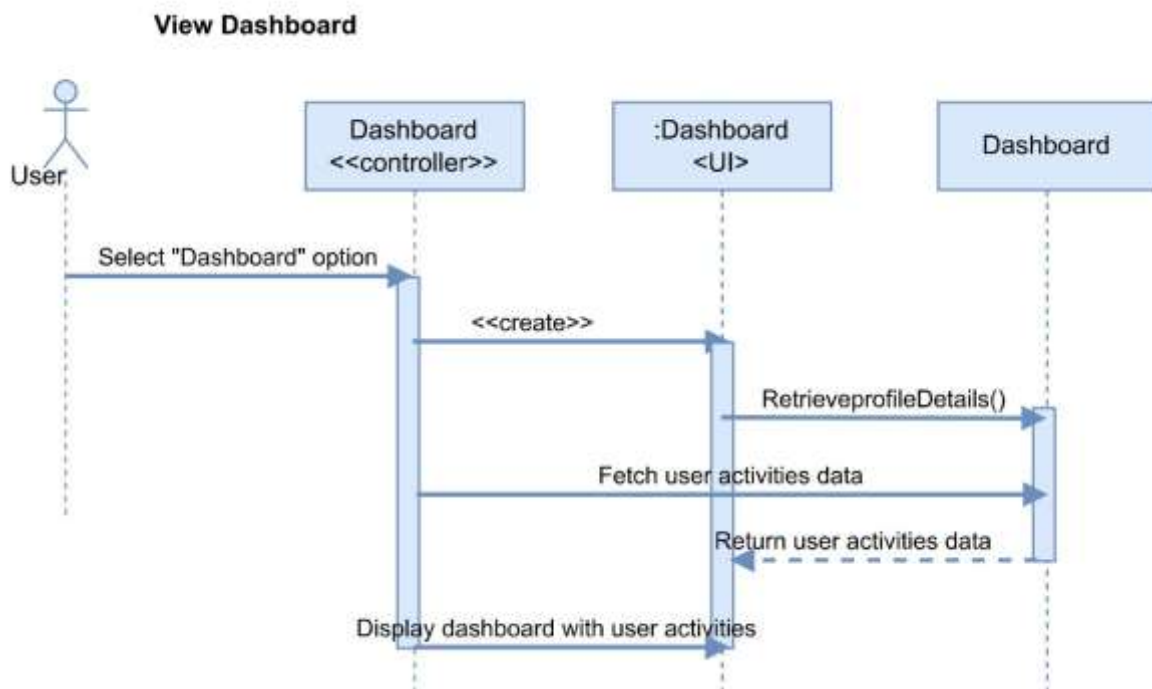 View Dashboard
User
Dashboard
<<controller>>
:Dashboard
<UI>
Dashboard
Select "Dashboard" option
<<create>>
RetrieveprofileDetails()
Fetch user activities data
Return user activities data
Display dashboard with user activities